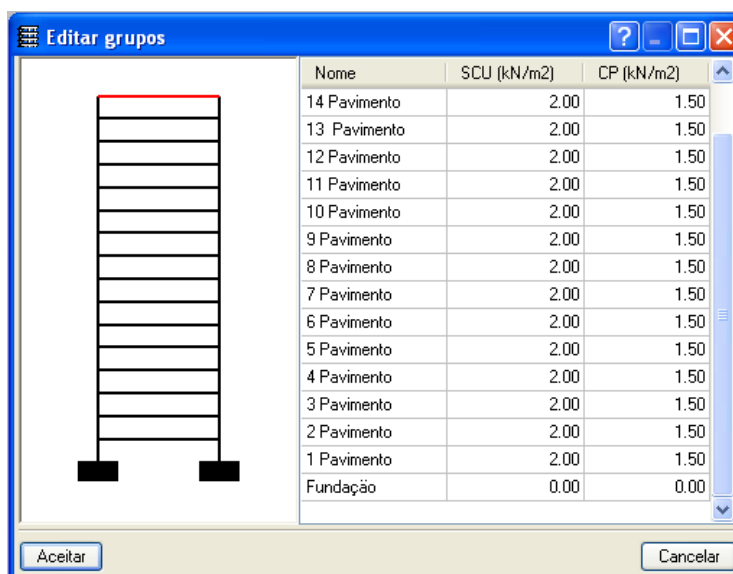 Editar grupos
Nome SCU (kN/m2) CP (kN/m2)
14 Pavimento 2.00 1.50
13 Pavimento 2.00 1.50
12 Pavimento 2.00 1.50
11 Pavimento 2.00 1.50
10 Pavimento 2.00 1.50
9 Pavimento 2.00 1.50
8 Pavimento 2.00 1.50
7 Pavimento 2.00 1.50
6 Pavimento 2.00 1.50
5 Pavimento 2.00 1.50
4 Pavimento 2.00 1.50
3 Pavimento 2.00 1.50
2 Pavimento 2.00 1.50
1 Pavimento 2.00 1.50
Fundação 0.00 0.00
Aceitar Cancelar